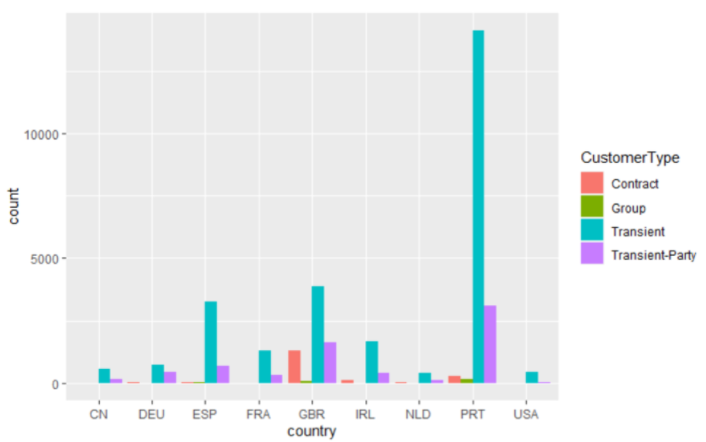 10000
5000
0
count
CN DEU ESP FRA GBR IRL NLD PRT USA
country
CustomerType
Contract
Group
Transient
Transient-Party